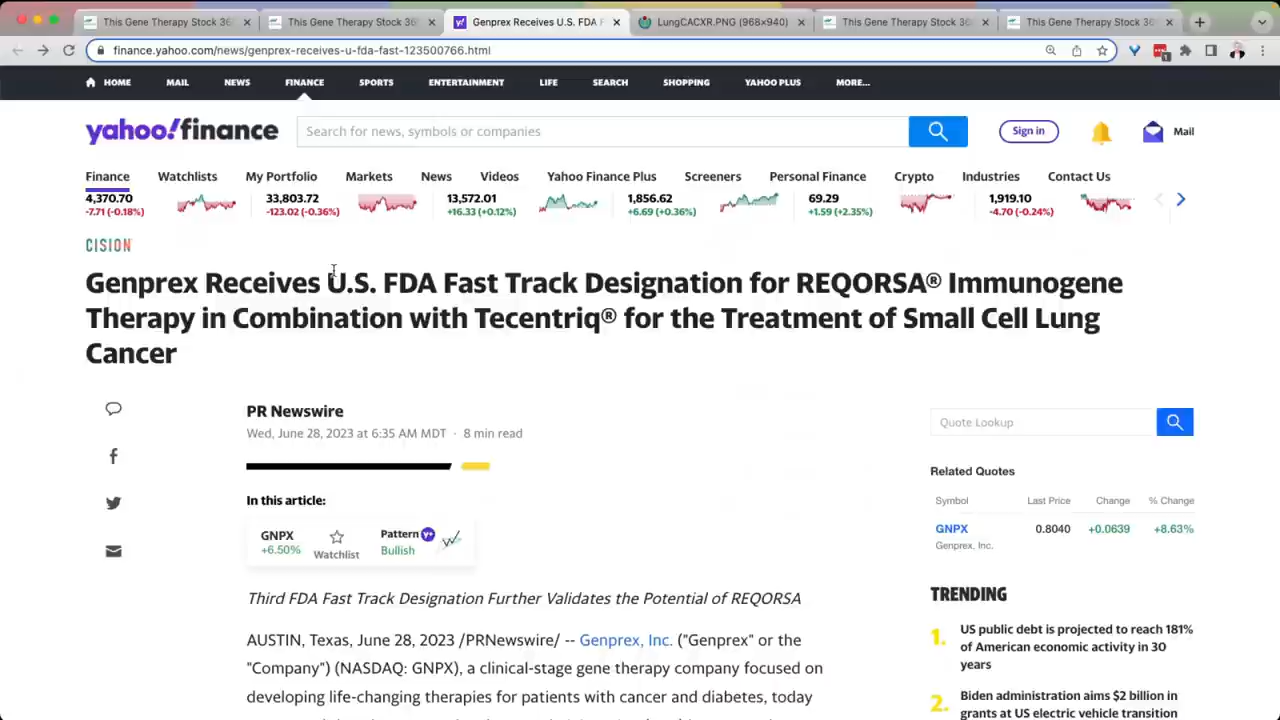 This Gene Therapy Stock 36
This Gene Therapy Stock 36
Genprex Receives U.S. FDA F
LungCACXR.PNG (968×940)
This Gene Therapy Stock 36
This Gene Therapy Stock 36
finance.yahoo.com/news/genprex-receives-u-fda-fast-123500766.html
HOME MAIL NEWS FINANCE SPORTS ENTERTAINMENT LIFE SEARCH SHOPPING YAHOO PLUS MORE...
yahoo!finance
Search for news, symbols or companies
Sign in
Mail
Finance Watchlists My Portfolio Markets News Videos Yahoo Finance Plus Screeners Personal Finance Crypto Industries Contact Us
4,370.70 33,803.72 13,572.01 1,856.62 69.29 1,919.10
-7.71 (-0.18%) -123.02 (-0.36%) +16.33 (+0.12%) +6.69 (+0.36%) +1.59 (+2.35%) -4.70 (-0.24%)
CISION
Genprex Receives U.S. FDA Fast Track Designation for REQORSA® Immunogene
Therapy in Combination with Tecentriq® for the Treatment of Small Cell Lung
Cancer
PR Newswire
Wed, June 28, 2023 at 6:35 AM MDT · 8 min read
In this article:
GNPX
+6.50%
Watchlist
Pattern
Bullish
Third FDA Fast Track Designation Further Validates the Potential of REQORSA
AUSTIN, Texas, June 28, 2023 /PRNewswire/ -- Genprex, Inc. ("Genprex" or the
"Company") (NASDAQ: GNPX), a clinical-stage gene therapy company focused on
developing life-changing therapies for patients with cancer and diabetes, today
Quote Lookup
Related Quotes
Symbol Last Price Change % Change
GNPX 0.8040 +0.0639 +8.63%
Genprex, Inc.
TRENDING
1. US public debt is projected to reach 181%
of American economic activity in 30
years
2. Biden administration aims $2 billion in
grants at US electric vehicle transition